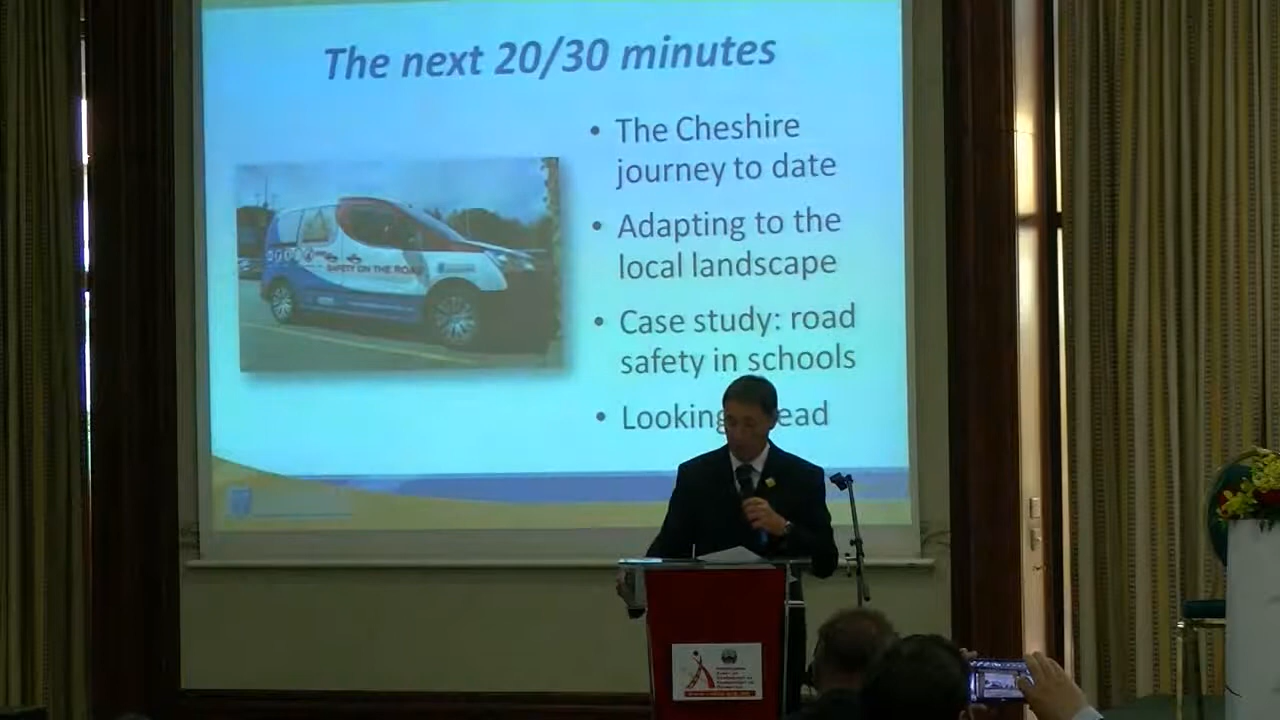 The next 20/30 minutes
• The Cheshire
journey to date
• Adapting to the
local landscape
• Case study: road
safety in schools
• Looking ead
SAFETY ON THE ROAD